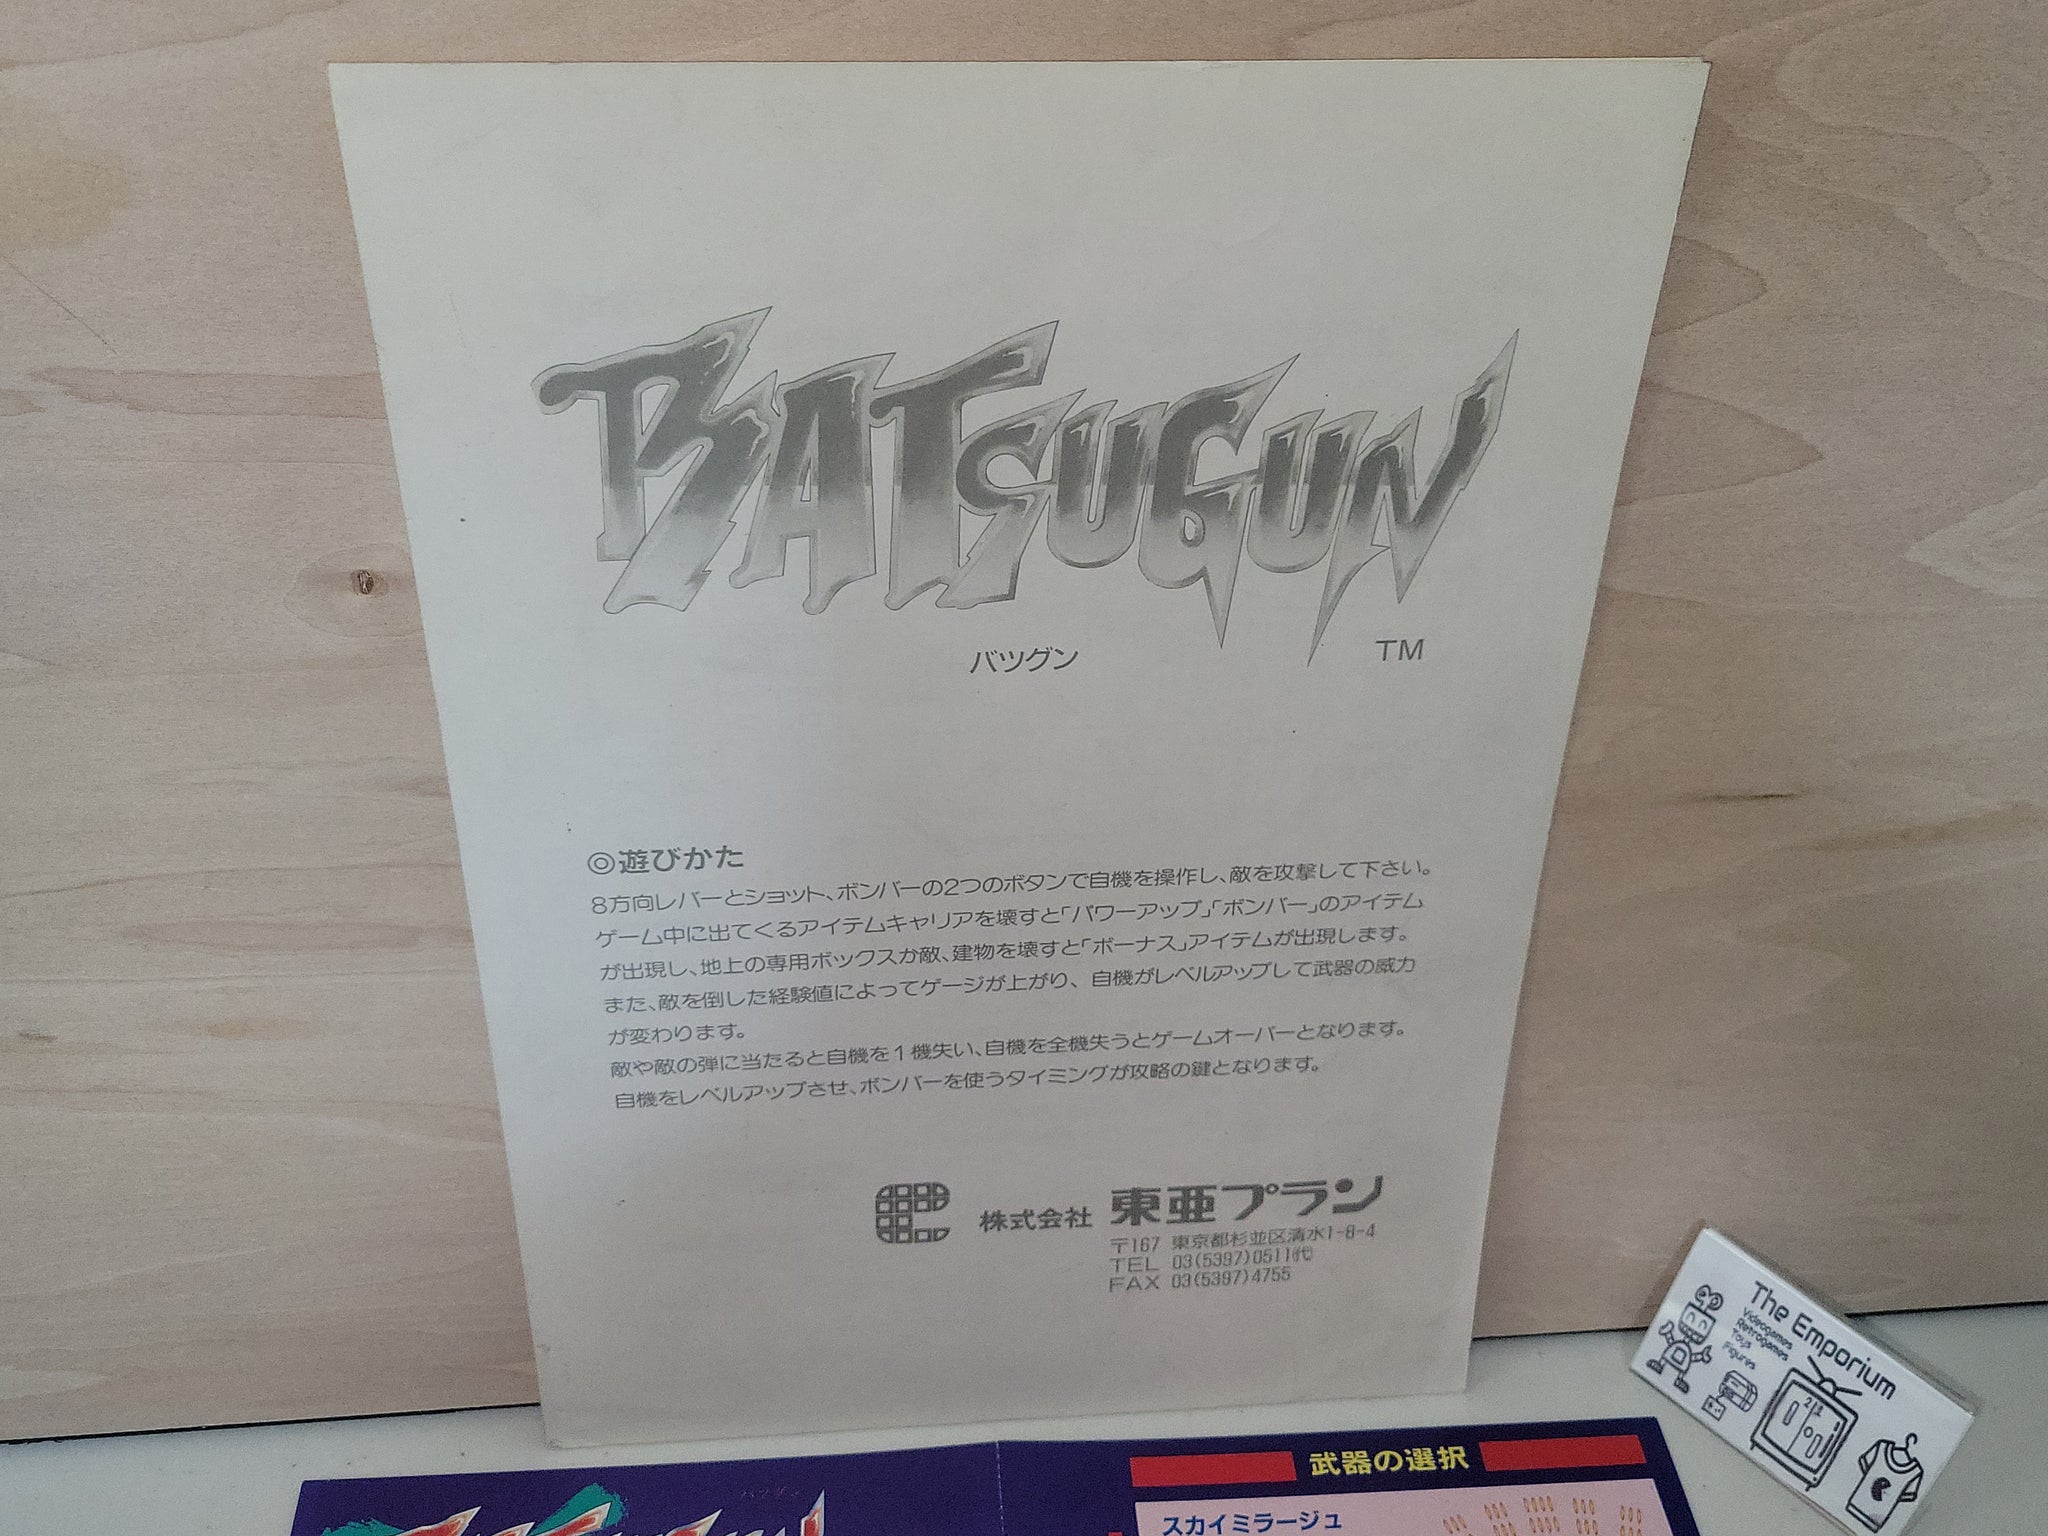 BATSUGUN
バツグン
TM
◎遊びかた
8方向レバーとショット、ボンバーの2つのボタンで自機を操作し、敵を攻撃して下さい。
ゲーム中に出てくるアイテムキャリアを壊すと「パワーアップ」「ボンバー」のアイテム
が出現し、地上の専用ボックスか敵、建物を壊すと「ボーナス」アイテムが出現します。
また、敵を倒した経験値によってゲージが上がり、自機がレベルアップして武器の威力
が変わります。
敵や敵の弾に当たると自機を1機失い、自機を全機失うとゲームオーバーとなります。
自機をレベルアップさせ、ボンバーを使うタイミングが攻略の鍵となります。
株式会社 東亜プラン
〒167 東京都杉並区清水1-8-4
TEL 03(5397)0511(代)
FAX 03(5397)4755
The Emporium
Videogames
Retrogames
Toys
Figures
バツグン
武器の選択
スカイミラージュ